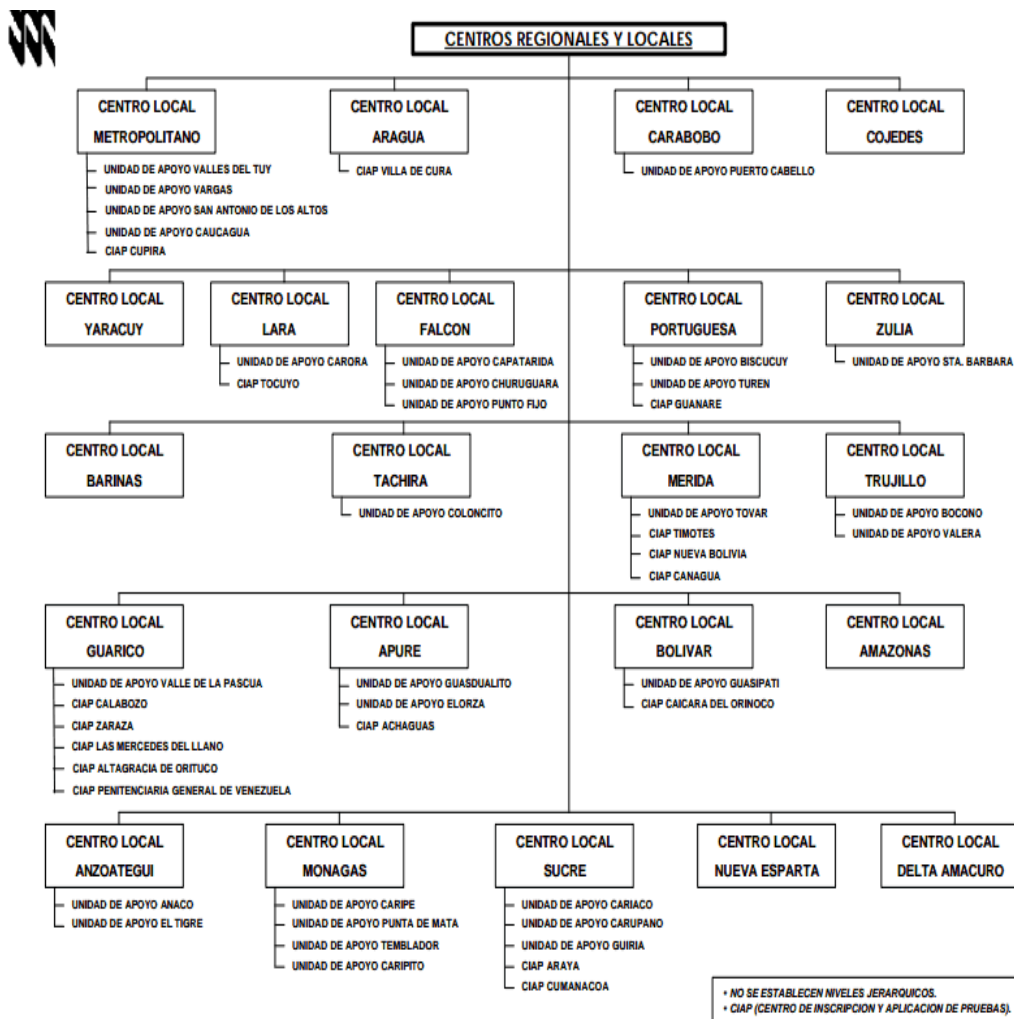 CENTROS REGIONALES Y LOCALES
CENTRO LOCAL
METROPOLITANO
UNIDAD DE APOYO VALLES DEL TUY
UNIDAD DE APOYO VARGAS
UNIDAD DE APOYO SAN ANTONIO DE LOS ALTOS
UNIDAD DE APOYO CAUCAGUA
CIAP CUPIRA
CENTRO LOCAL
ARAGUA
CIAP VILLA DE CURA
CENTRO LOCAL
CARABOBO
UNIDAD DE APOYO PUERTO CABELLO
CENTRO LOCAL
COJEDES
CENTRO LOCAL
YARACUY
CENTRO LOCAL
LARA
UNIDAD DE APOYO CARORA
CIAP TOCUYO
CENTRO LOCAL
FALCON
UNIDAD DE APOYO CAPATARIDA
UNIDAD DE APOYO CHURUGUARA
UNIDAD DE APOYO PUNTO FIJO
CENTRO LOCAL
PORTUGUESA
UNIDAD DE APOYO BISCUCUY
UNIDAD DE APOYO TUREN
CIAP GUANARE
CENTRO LOCAL
ZULIA
UNIDAD DE APOYO STA. BARBARA
CENTRO LOCAL
BARINAS
CENTRO LOCAL
TACHIRA
UNIDAD DE APOYO COLONCITO
CENTRO LOCAL
MERIDA
UNIDAD DE APOYO TOVAR
CIAP TIMOTES
CIAP NUEVA BOLIVIA
CIAP CANAGUA
CENTRO LOCAL
TRUJILLO
UNIDAD DE APOYO BOCONO
UNIDAD DE APOYO VALERA
CENTRO LOCAL
GUARICO
UNIDAD DE APOYO VALLE DE LA PASCUA
CIAP CALABOZO
CIAP ZARAZA
CIAP LAS MERCEDES DEL LLANO
CIAP ALTAGRACIA DE ORITUCO
CIAP PENITENCIARIA GENERAL DE VENEZUELA
CENTRO LOCAL
APURE
UNIDAD DE APOYO GUASDUALITO
UNIDAD DE APOYO ELORZA
CIAP ACHAGUAS
CENTRO LOCAL
BOLIVAR
UNIDAD DE APOYO GUASIPATI
CIAP CAICARA DEL ORINOCO
CENTRO LOCAL
AMAZONAS
CENTRO LOCAL
ANZOATEGUI
UNIDAD DE APOYO ANACO
UNIDAD DE APOYO EL TIGRE
CENTRO LOCAL
MONAGAS
UNIDAD DE APOYO CARIPE
UNIDAD DE APOYO PUNTA DE MATA
UNIDAD DE APOYO TEMBLADOR
UNIDAD DE APOYO CARIPITO
CENTRO LOCAL
SUCRE
UNIDAD DE APOYO CARIACO
UNIDAD DE APOYO CARUPANO
UNIDAD DE APOYO GUIRIA
CIAP ARAYA
CIAP CUMANACOA
CENTRO LOCAL
NUEVA ESPARTA
CENTRO LOCAL
DELTA AMACURO
• NO SE ESTABLECEN NIVELES JERARQUICOS.
• CIAP (CENTRO DE INSCRIPCION Y APLICACION DE PRUEBAS).